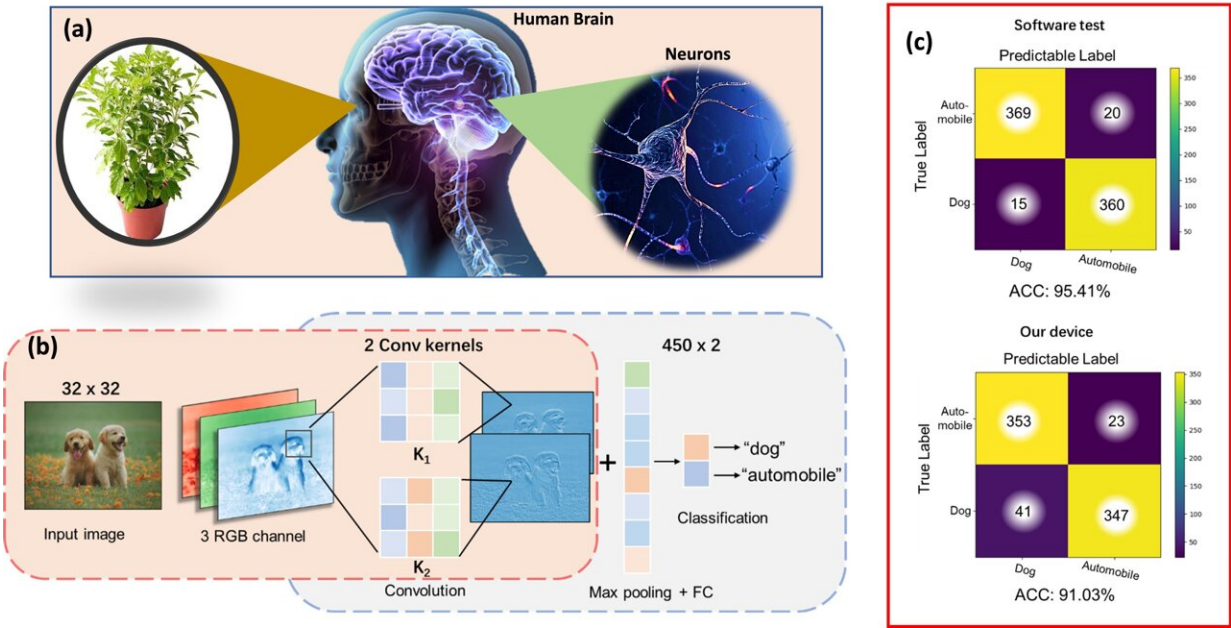 (a)
Human Brain
Neurons
(b)
32 x 32
Input image
3 RGB channel
2 Conv kernels
K1
K2
Convolution
450 x 2
+
"dog"
"automobile"
Classification
Max pooling + FC
(c)
Software test
Predictable Label
True Label
Auto-
mobile
Dog
369
20
15
360
Dog
Automobile
350
300
250
200
150
100
50
ACC: 95.41%
Our device
Predictable Label
True Label
Auto-
mobile
Dog
353
23
41
347
Dog
Automobile
350
300
250
200
150
100
50
ACC: 91.03%